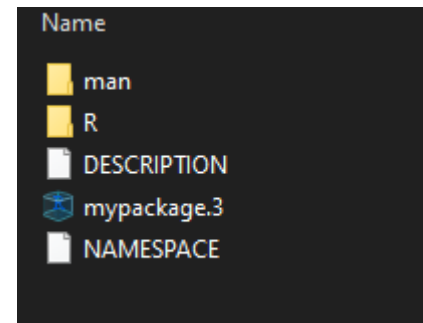 Name
man
R
DESCRIPTION
mypackage.3
NAMESPACE